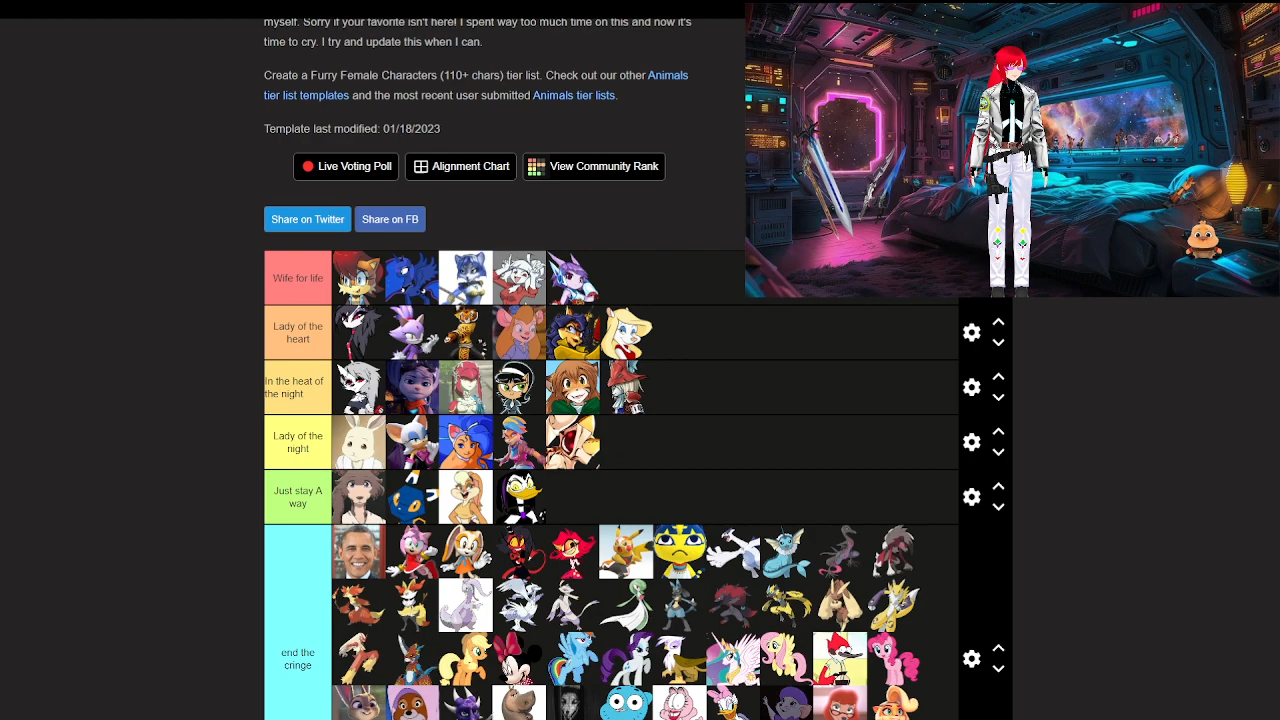 myself. Sorry if your favorite isn't here! I spent way too much time on this and now it's
time to cry. I try and update this when I can.
Create a Furry Female Characters (110+ chars) tier list. Check out our other Animals
tier list templates and the most recent user submitted Animals tier lists.
Template last modified: 01/18/2023
Live Voting Poll
Alignment Chart
View Community Rank
Share on Twitter
Share on FB
Wife for life
Lady of the
heart
In the heat of
the night
Lady of the
night
Just stay A
way
end the
cringe